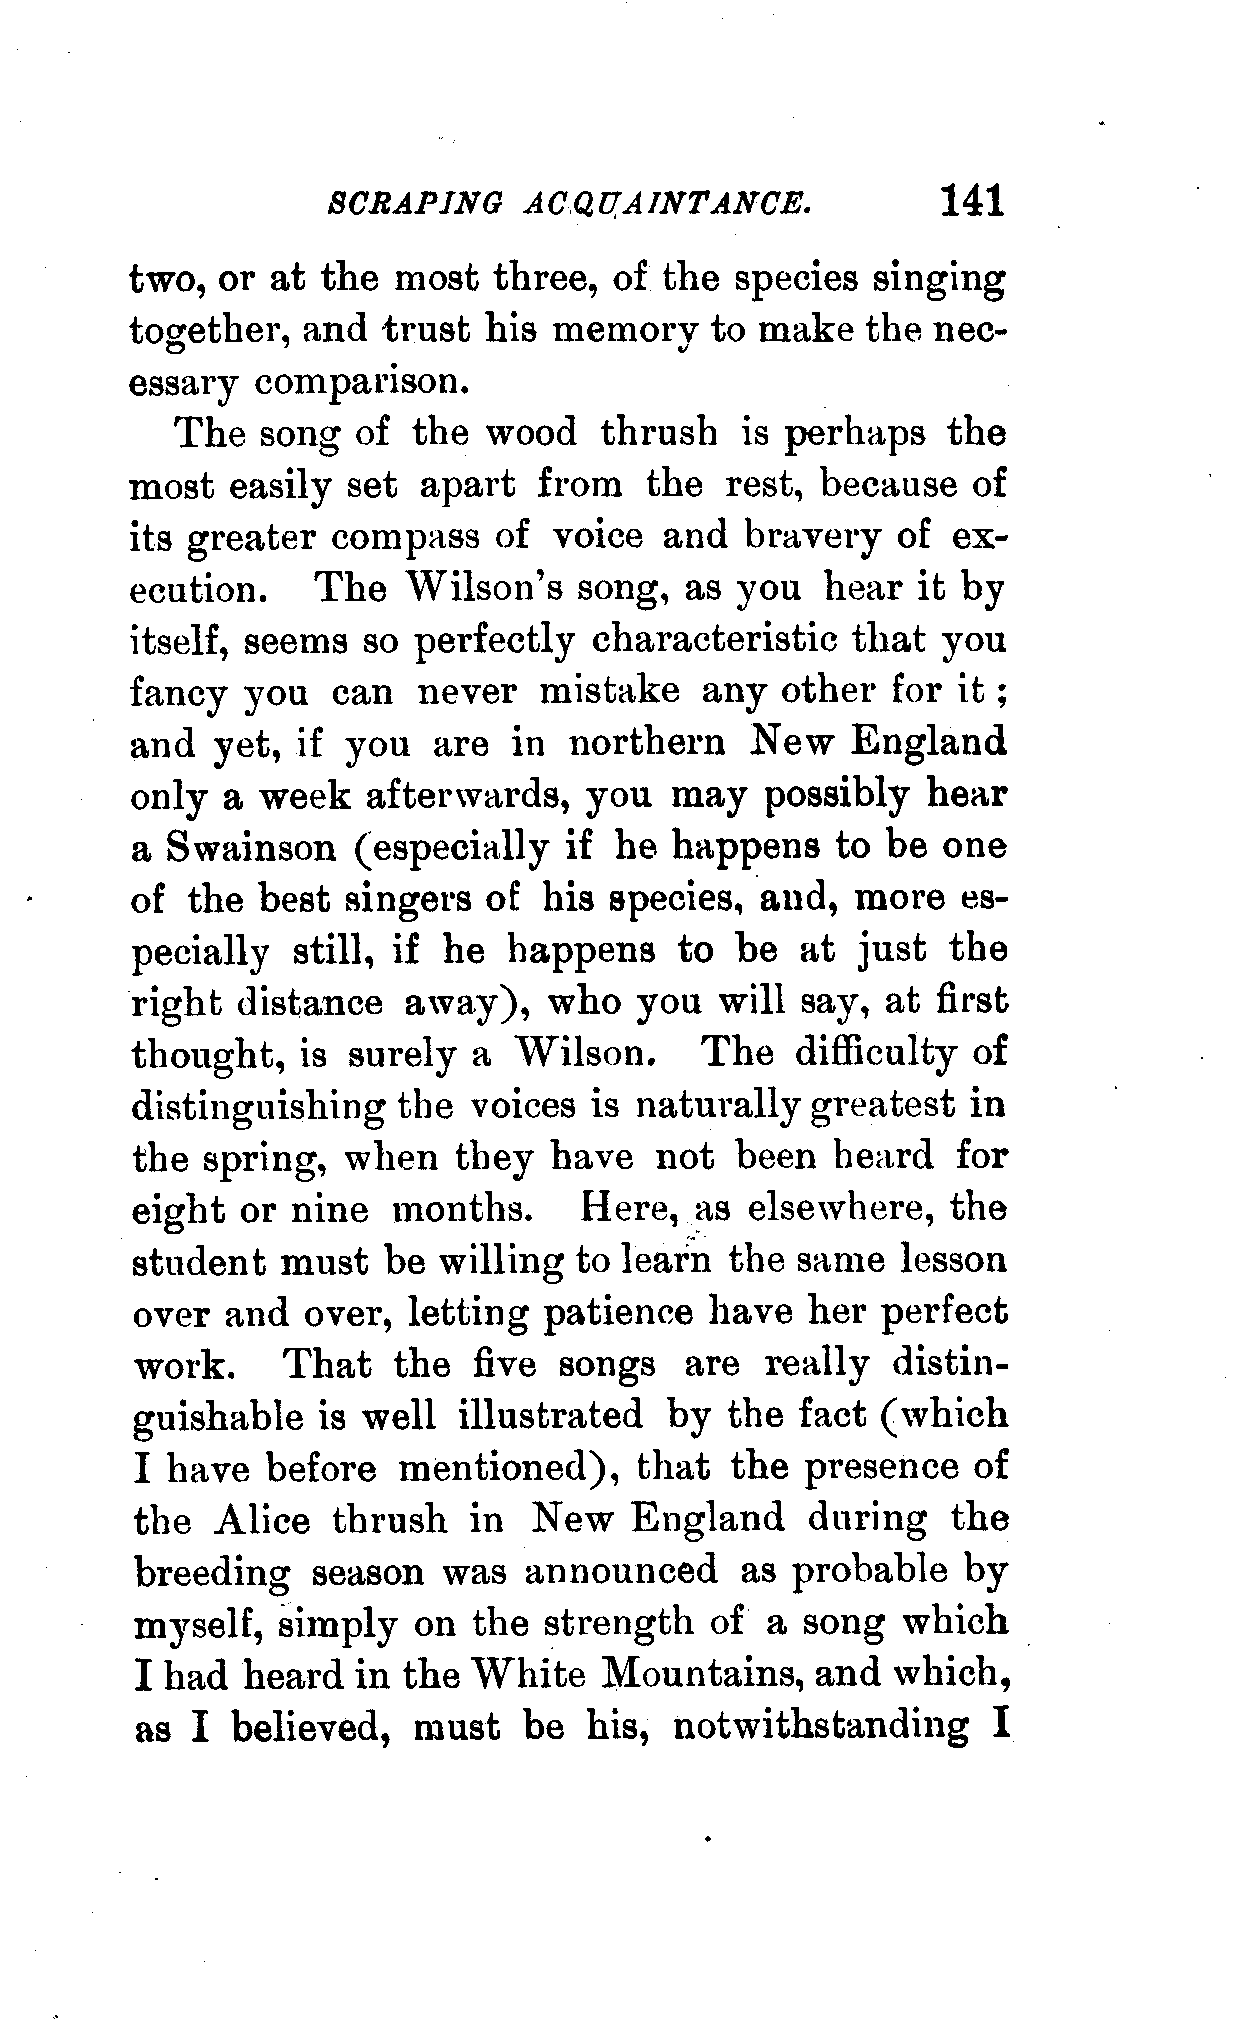 SCRAPING ACQUAINTANCE. 141
two, or at the most three, of the species singing
together, and trust his memory to make the nec-
essary comparison.
The song of the wood thrush is perhaps the
most easily set apart from the rest, because of
its greater compass of voice and bravery of ex-
ecution. The Wilson's song, as you hear it by
itself, seems so perfectly characteristic that you
fancy you can never mistake any other for it ;
and yet, if you are in northern New England
only a week afterwards, you may possibly hear
a Swainson (especially if he happens to be one
of the best singers of his species, and, more es-
pecially still, if he happens to be at just the
right distance away), who you will say, at first
thought, is surely a Wilson. The difficulty of
distinguishing the voices is naturally greatest in
the spring, when they have not been heard for
eight or nine months. Here, as elsewhere, the
student must be willing to learn the same lesson
over and over, letting patience have her perfect
work. That the five songs are really distin-
guishable is well illustrated by the fact (which
I have before mentioned), that the presence of
the Alice thrush in New England during the
breeding season was announced as probable by
myself, simply on the strength of a song which
I had heard in the White Mountains, and which,
as I believed, must be his, notwithstanding I